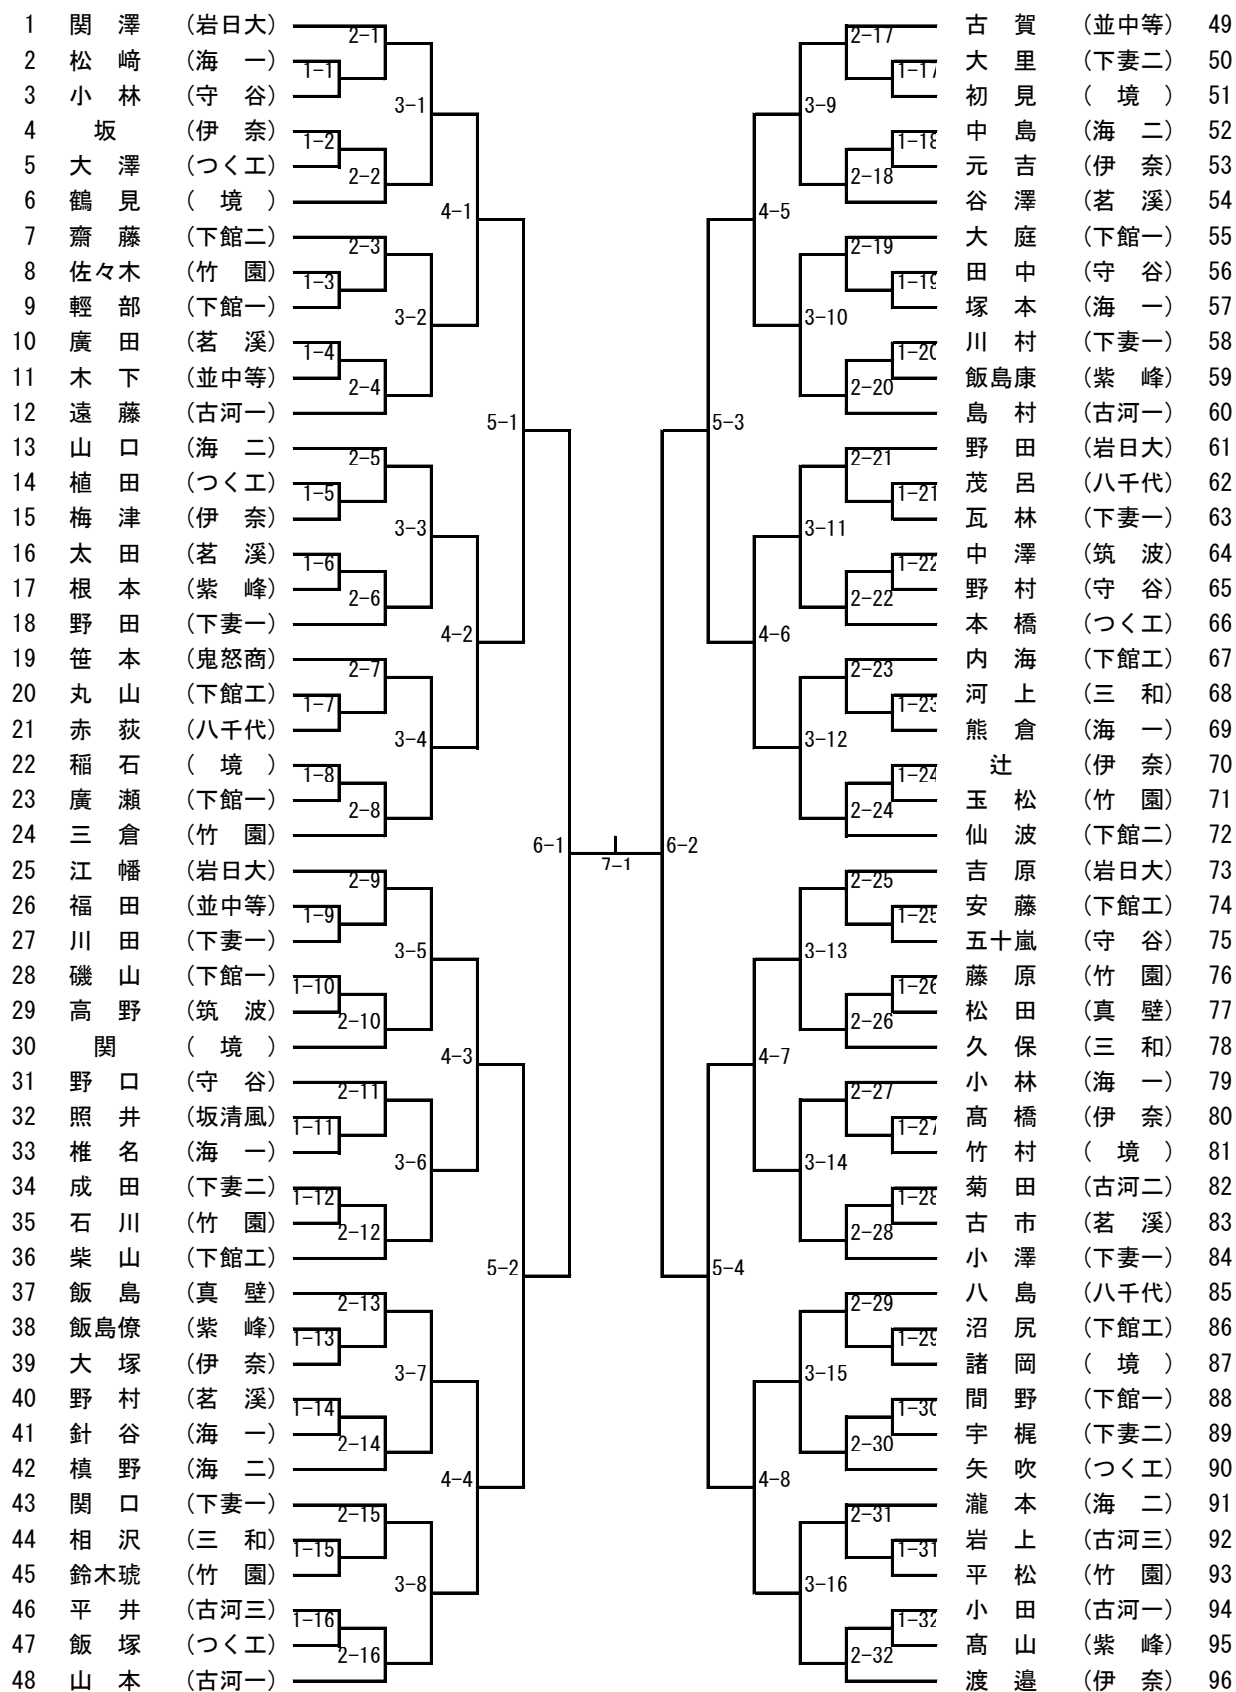 1 関 澤 (岩日大) 2-1 2-17 古 賀 (並中等) 49
2 松 﨑 (海 一) 1-1 1-17 大 里 (下妻二) 50
3 小 林 (守 谷) 3-1 3-9 初 見 ( 境 ) 51
4 坂 (伊 奈) 1-2 1-18 中 島 (海 二) 52
5 大 澤 (つく工) 2-2 2-18 元 吉 (伊 奈) 53
6 鶴 見 ( 境 ) 4-1 4-5 谷 澤 (茗 溪) 54
7 齋 藤 (下館二) 2-3 2-19 大 庭 (下館一) 55
8 佐々木 (竹 園) 1-3 1-19 田 中 (守 谷) 56
9 輕 部 (下館一) 3-2 3-10 塚 本 (海 一) 57
10 廣 田 (茗 溪) 1-4 1-20 川 村 (下妻一) 58
11 木 下 (並中等) 2-4 2-20 飯島康 (紫 峰) 59
12 遠 藤 (古河一) 5-1 5-3 島 村 (古河一) 60
13 山 口 (海 二) 2-5 2-21 野 田 (岩日大) 61
14 植 田 (つく工) 1-5 1-21 茂 呂 (八千代) 62
15 梅 津 (伊 奈) 3-3 3-11 瓦 林 (下妻一) 63
16 太 田 (茗 溪) 1-6 1-22 中 澤 (筑 波) 64
17 根 本 (紫 峰) 2-6 2-22 野 村 (守 谷) 65
18 野 田 (下妻一) 4-2 4-6 本 橋 (つく工) 66
19 笹 本 (鬼怒商) 2-7 2-23 内 海 (下館工) 67
20 丸 山 (下館工) 1-7 1-23 河 上 (三 和) 68
21 赤 荻 (八千代) 3-4 3-12 熊 倉 (海 一) 69
22 稲 石 ( 境 ) 1-8 1-24 辻 (伊 奈) 70
23 廣 瀬 (下館一) 2-8 2-24 玉 松 (竹 園) 71
24 三 倉 (竹 園) 6-1 7-1 6-2 仙 波 (下館二) 72
25 江 幡 (岩日大) 2-9 2-25 吉 原 (岩日大) 73
26 福 田 (並中等) 1-9 1-25 安 藤 (下館工) 74
27 川 田 (下妻一) 3-5 3-13 五十嵐 (守 谷) 75
28 磯 山 (下館一) 1-10 1-26 藤 原 (竹 園) 76
29 高 野 (筑 波) 2-10 2-26 松 田 (真 壁) 77
30 関 ( 境 ) 4-3 4-7 久 保 (三 和) 78
31 野 口 (守 谷) 2-11 2-27 小 林 (海 一) 79
32 照 井 (坂清風) 1-11 1-27 髙 橋 (伊 奈) 80
33 椎 名 (海 一) 3-6 3-14 竹 村 ( 境 ) 81
34 成 田 (下妻二) 1-12 1-28 菊 田 (古河二) 82
35 石 川 (竹 園) 2-12 2-28 古 市 (茗 溪) 83
36 柴 山 (下館工) 5-2 5-4 小 澤 (下妻一) 84
37 飯 島 (真 壁) 2-13 2-29 八 島 (八千代) 85
38 飯島僚 (紫 峰) 1-13 1-29 沼 尻 (下館工) 86
39 大 塚 (伊 奈) 3-7 3-15 諸 岡 ( 境 ) 87
40 野 村 (茗 溪) 1-14 1-30 間 野 (下館一) 88
41 針 谷 (海 一) 2-14 2-30 宇 梶 (下妻二) 89
42 槙 野 (海 二) 4-4 4-8 矢 吹 (つく工) 90
43 関 口 (下妻一) 2-15 2-31 瀧 本 (海 二) 91
44 相 沢 (三 和) 1-15 1-31 岩 上 (古河三) 92
45 鈴木琥 (竹 園) 3-8 3-16 平 松 (竹 園) 93
46 平 井 (古河三) 1-16 1-32 小 田 (古河一) 94
47 飯 塚 (つく工) 2-16 2-32 髙 山 (紫 峰) 95
48 山 本 (古河一) 渡 邉 (伊 奈) 96